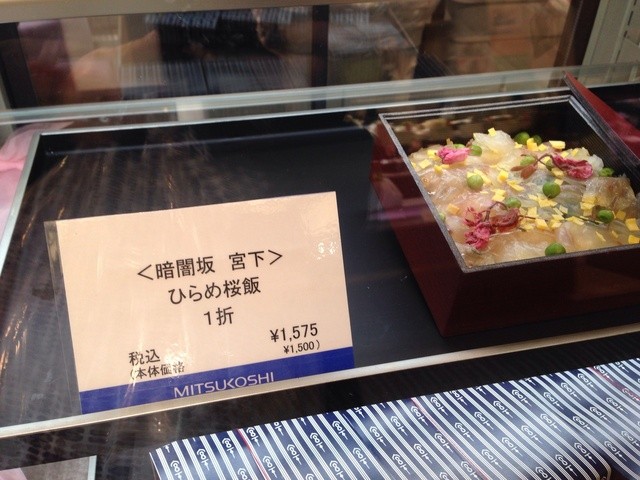 ＜暗闇坂 宮下＞
ひらめ桜飯
1折
¥1,575
税込
(本体価格 ¥1,500)
MITSUKOSHI